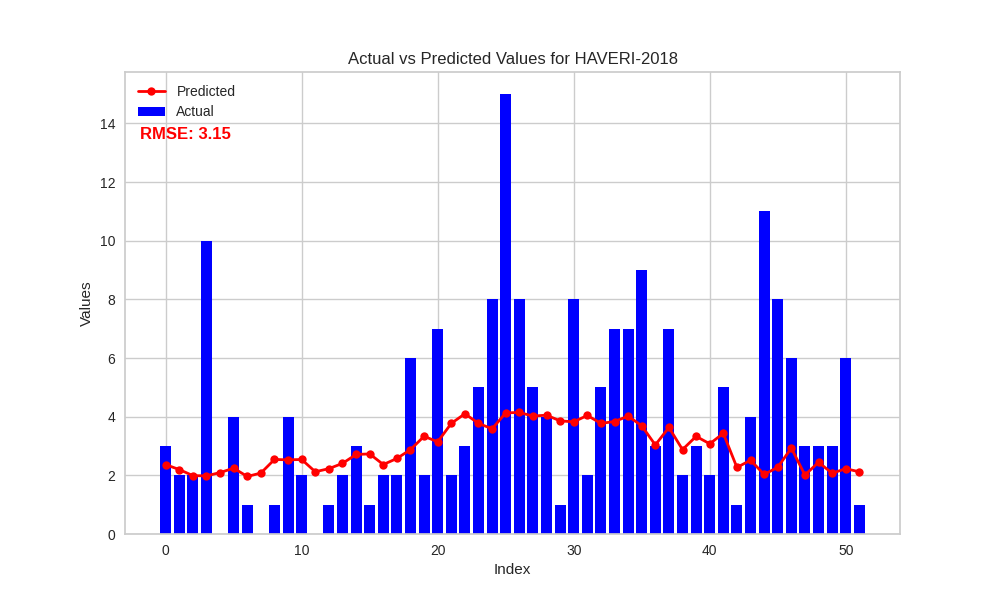 Actual vs Predicted Values for HAVERI-2018
Predicted
Actual
RMSE: 3.15
Values
14
12
10
8
6
4
2
0
0 10 20 30 40 50
Index